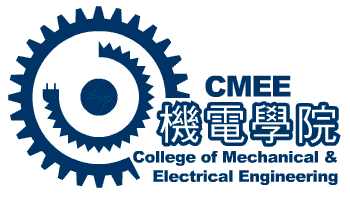 CMEE
機電學院
College of Mechanical &
Electrical Engineering